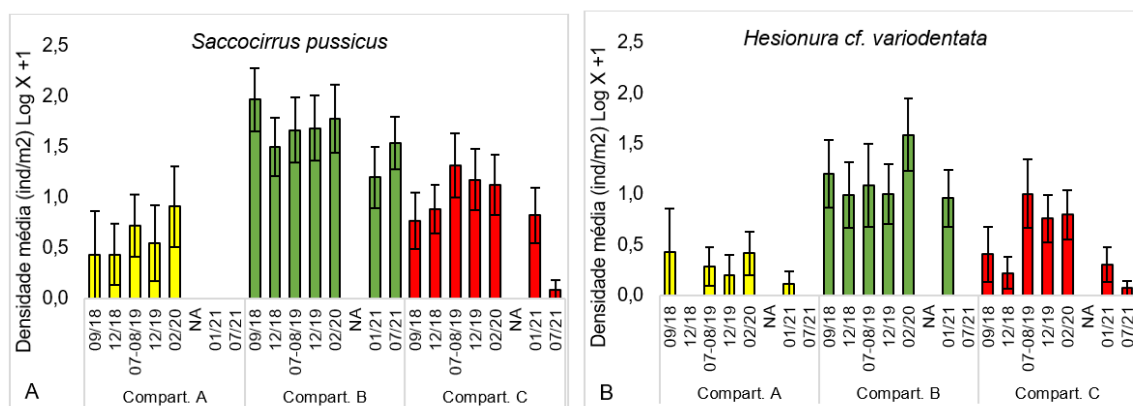 Saccocirrus pussicus
Densidade média (ind/m2) Log X +1
2,5
2,0
1,5
1,0
0,5
0,0
09/18 12/18 07-08/19 12/19 02/20 NA 01/21 07/21 09/18 12/18 07-08/19 12/19 02/20 NA 01/21 07/21 09/18 12/18 07-08/19 12/19 02/20 NA 01/21 07/21
Compart. A Compart. B Compart. C
A
Hesionura cf. variodentata
Densidade média (ind/m2) Log X +1
2,5
2,0
1,5
1,0
0,5
0,0
09/18 12/18 07-08/19 12/19 02/20 NA 01/21 07/21 09/18 12/18 07-08/19 12/19 02/20 NA 01/21 07/21 09/18 12/18 07-08/19 12/19 02/20 NA 01/21 07/21
Compart. A Compart. B Compart. C
B